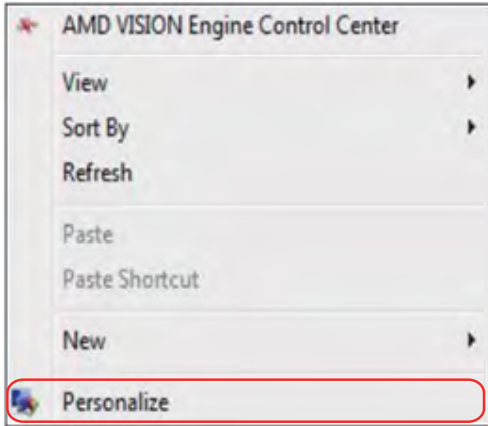 AMD VISION Engine Control Center
View
Sort By
Refresh
Paste
Paste Shortcut
New
Personalize